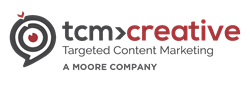 tcm>creative
Targeted Content Marketing
A MOORE COMPANY